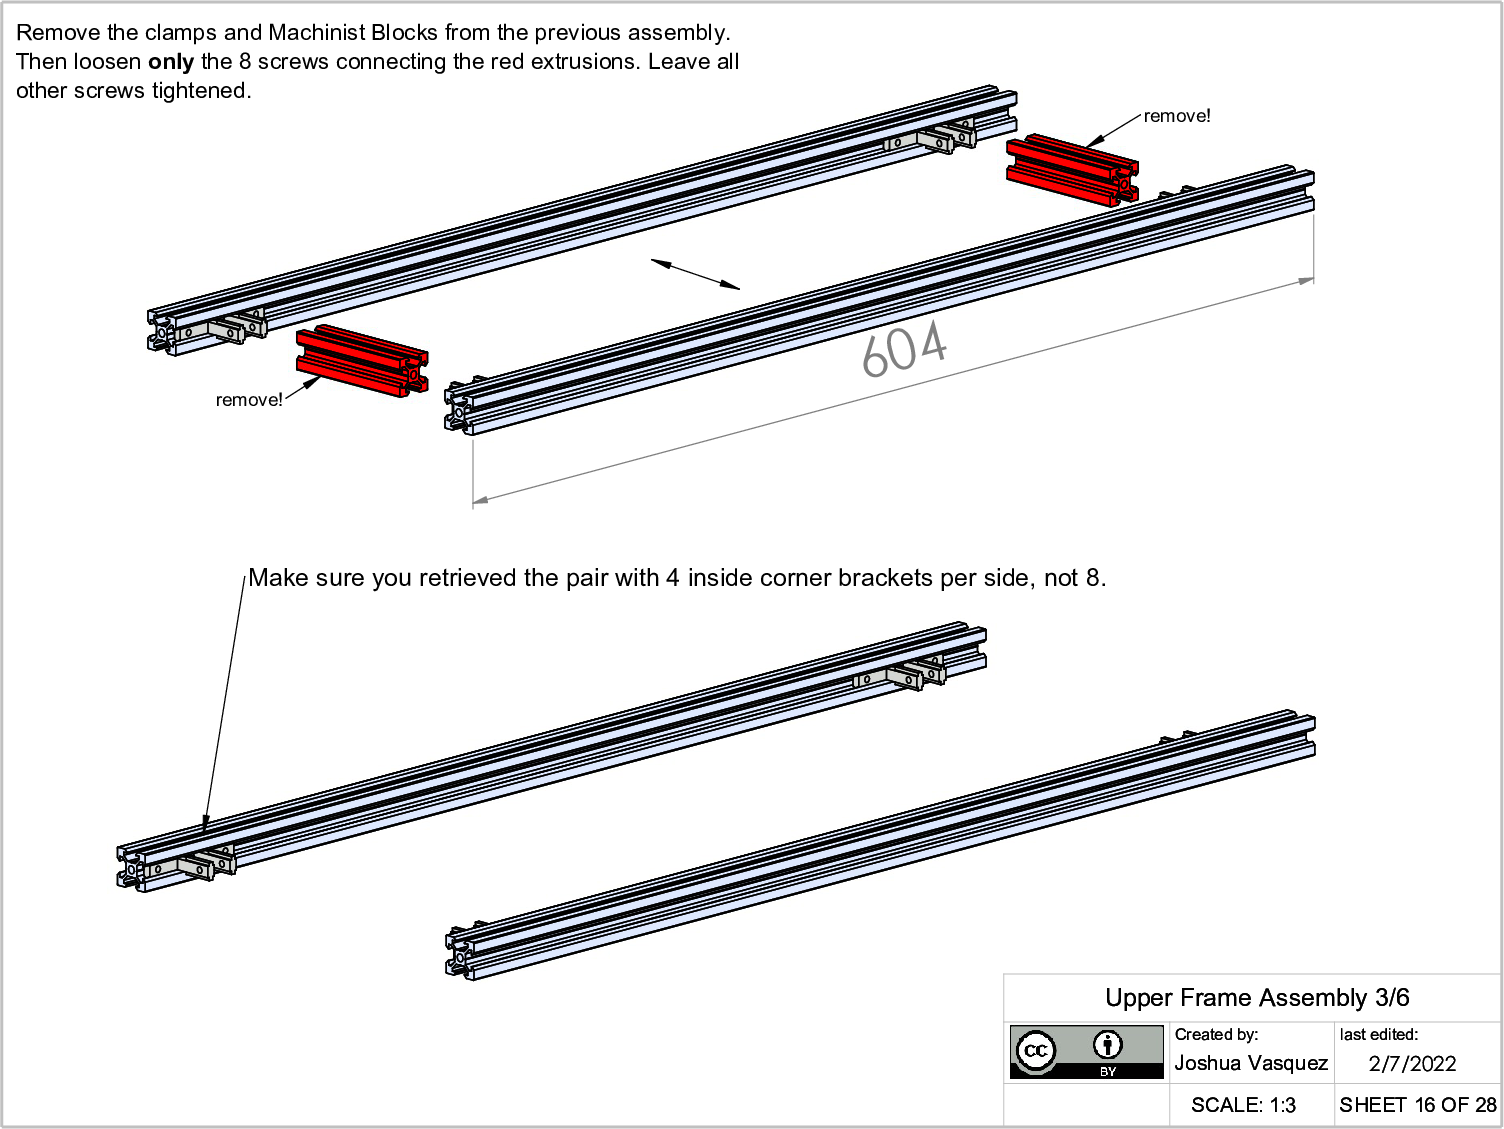 Remove the clamps and Machinist Blocks from the previous assembly.
Then loosen only the 8 screws connecting the red extrusions. Leave all
other screws tightened.
remove!
remove!
604
Make sure you retrieved the pair with 4 inside corner brackets per side, not 8.
Upper Frame Assembly 3/6
cc
BY
Created by:
Joshua Vasquez
last edited:
2/7/2022
SCALE: 1:3
SHEET 16 OF 28